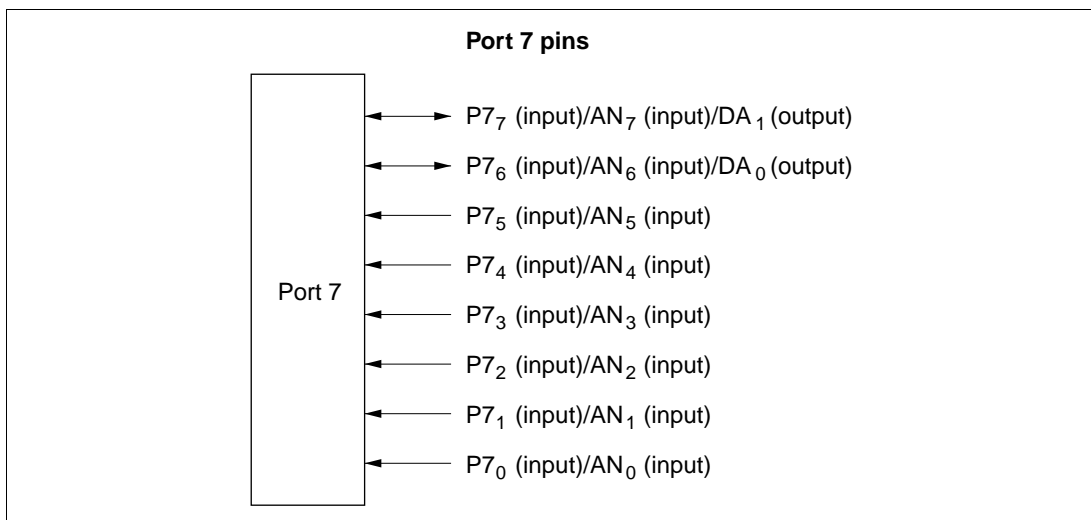 Port 7 pins
P7₇ (input)/AN₇ (input)/DA₁ (output)
P7₆ (input)/AN₆ (input)/DA₀ (output)
P7₅ (input)/AN₅ (input)
P7₄ (input)/AN₄ (input)
Port 7
P7₃ (input)/AN₃ (input)
P7₂ (input)/AN₂ (input)
P7₁ (input)/AN₁ (input)
P7₀ (input)/AN₀ (input)